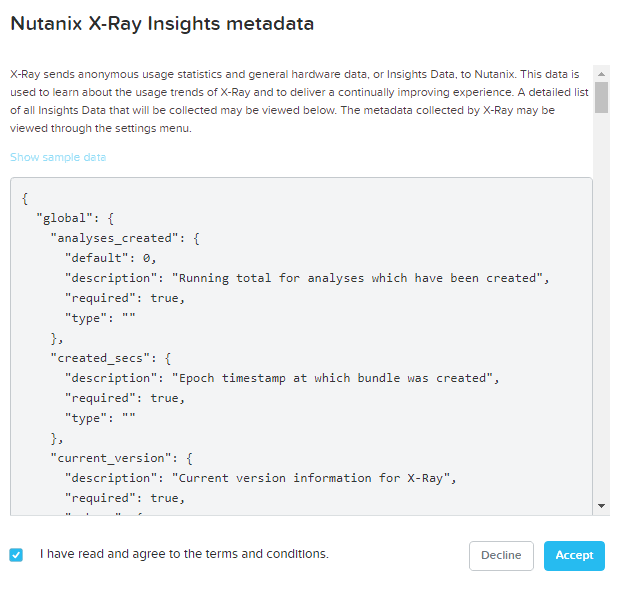 Nutanix X-Ray Insights metadata
X-Ray sends anonymous usage statistics and general hardware data, or Insights Data, to Nutanix. This data is
used to learn about the usage trends of X-Ray and to deliver a continually improving experience. A detailed list
of all Insights Data that will be collected may be viewed below. The metadata collected by X-Ray may be
viewed through the settings menu.
Show sample data
{
  "global": {
    "analyses_created": {
      "default": 0,
      "description": "Running total for analyses which have been created",
      "required": true,
      "type": ""
    },
    "created_secs": {
      "description": "Epoch timestamp at which bundle was created",
      "required": true,
      "type": ""
    },
    "current_version": {
      "description": "Current version information for X-Ray",
      "required": true,
I have read and agree to the terms and conditions.
Decline
Accept